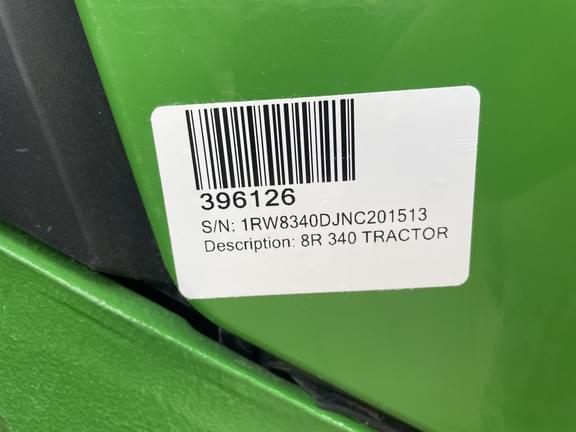 396126
S/N: 1RW8340DJNC201513
Description: 8R 340 TRACTOR